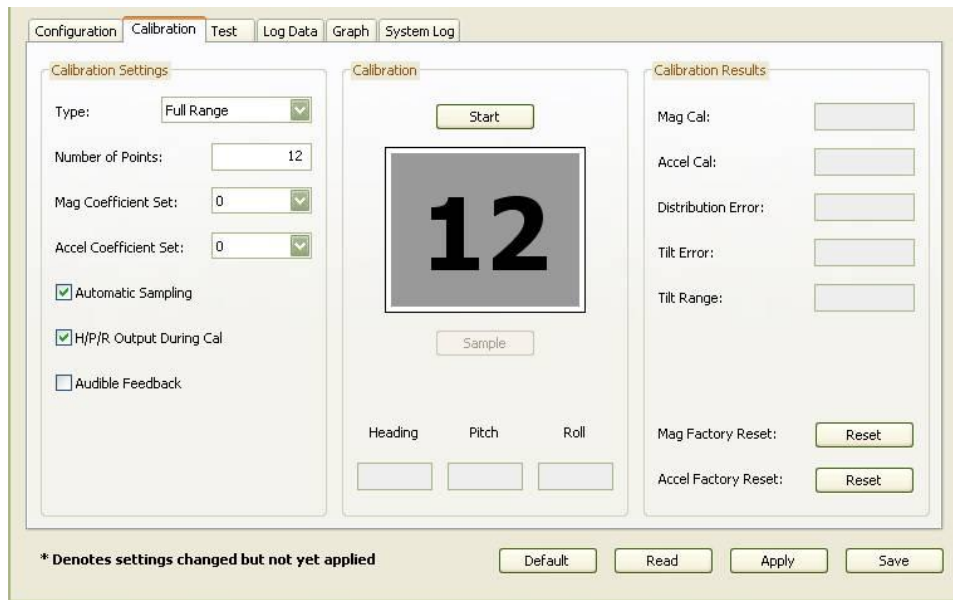 Configuration Calibration Test Log Data Graph System Log
Calibration Settings
Type: Full Range
Number of Points: 12
Mag Coefficient Set: 0
Accel Coefficient Set: 0
Automatic Sampling
H/P/R Output During Cal
Audible Feedback
Calibration
Start
12
Sample
Heading Pitch Roll
Calibration Results
Mag Cal:
Accel Cal:
Distribution Error:
Tilt Error:
Tilt Range:
Mag Factory Reset: Reset
Accel Factory Reset: Reset
* Denotes settings changed but not yet applied
Default Read Apply Save